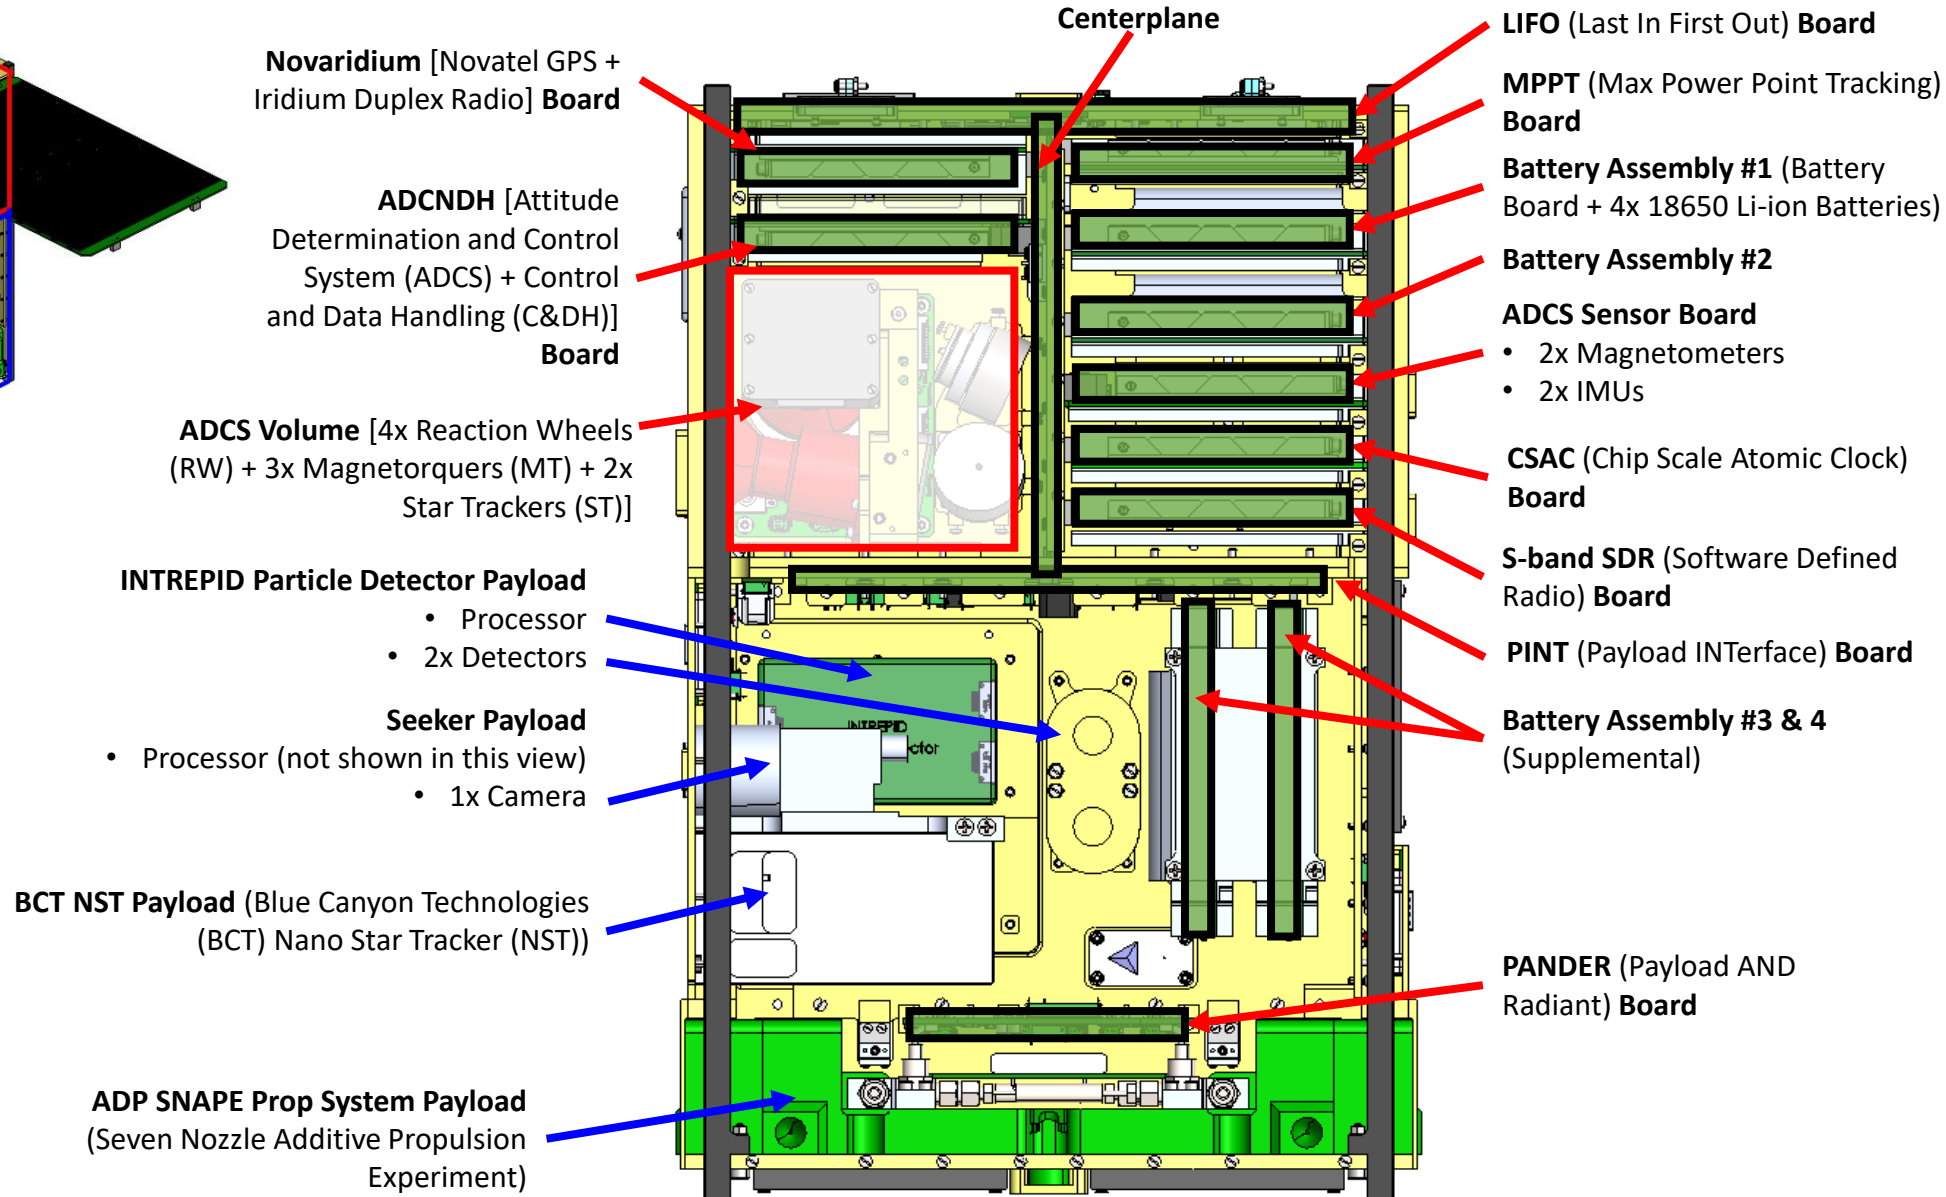 Centerplane
Novaridium [Novatel GPS +
Iridium Duplex Radio] Board
ADCNDH [Attitude
Determination and Control
System (ADCS) + Control
and Data Handling (C&DH)]
Board
ADCS Volume [4x Reaction Wheels
(RW) + 3x Magnetorquers (MT) + 2x
Star Trackers (ST)]
INTREPID Particle Detector Payload
• Processor
• 2x Detectors
Seeker Payload
• Processor (not shown in this view)
• 1x Camera
BCT NST Payload (Blue Canyon Technologies
(BCT) Nano Star Tracker (NST))
ADP SNAPE Prop System Payload
(Seven Nozzle Additive Propulsion
Experiment)
INTREPID
ctor
LIFO (Last In First Out) Board
MPPT (Max Power Point Tracking)
Board
Battery Assembly #1 (Battery
Board + 4x 18650 Li-ion Batteries)
Battery Assembly #2
ADCS Sensor Board
• 2x Magnetometers
• 2x IMUs
CSAC (Chip Scale Atomic Clock)
Board
S-band SDR (Software Defined
Radio) Board
PINT (Payload INTerface) Board
Battery Assembly #3 & 4
(Supplemental)
PANDER (Payload AND
Radiant) Board